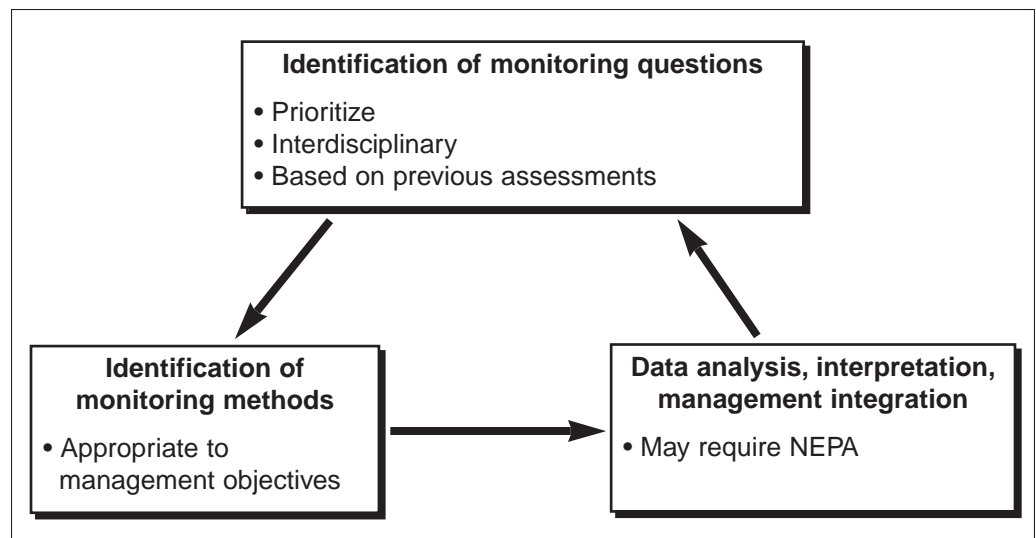 Identification of monitoring questions
• Prioritize
• Interdisciplinary
• Based on previous assessments
Identification of
monitoring methods
• Appropriate to
management objectives
Data analysis, interpretation,
management integration
• May require NEPA